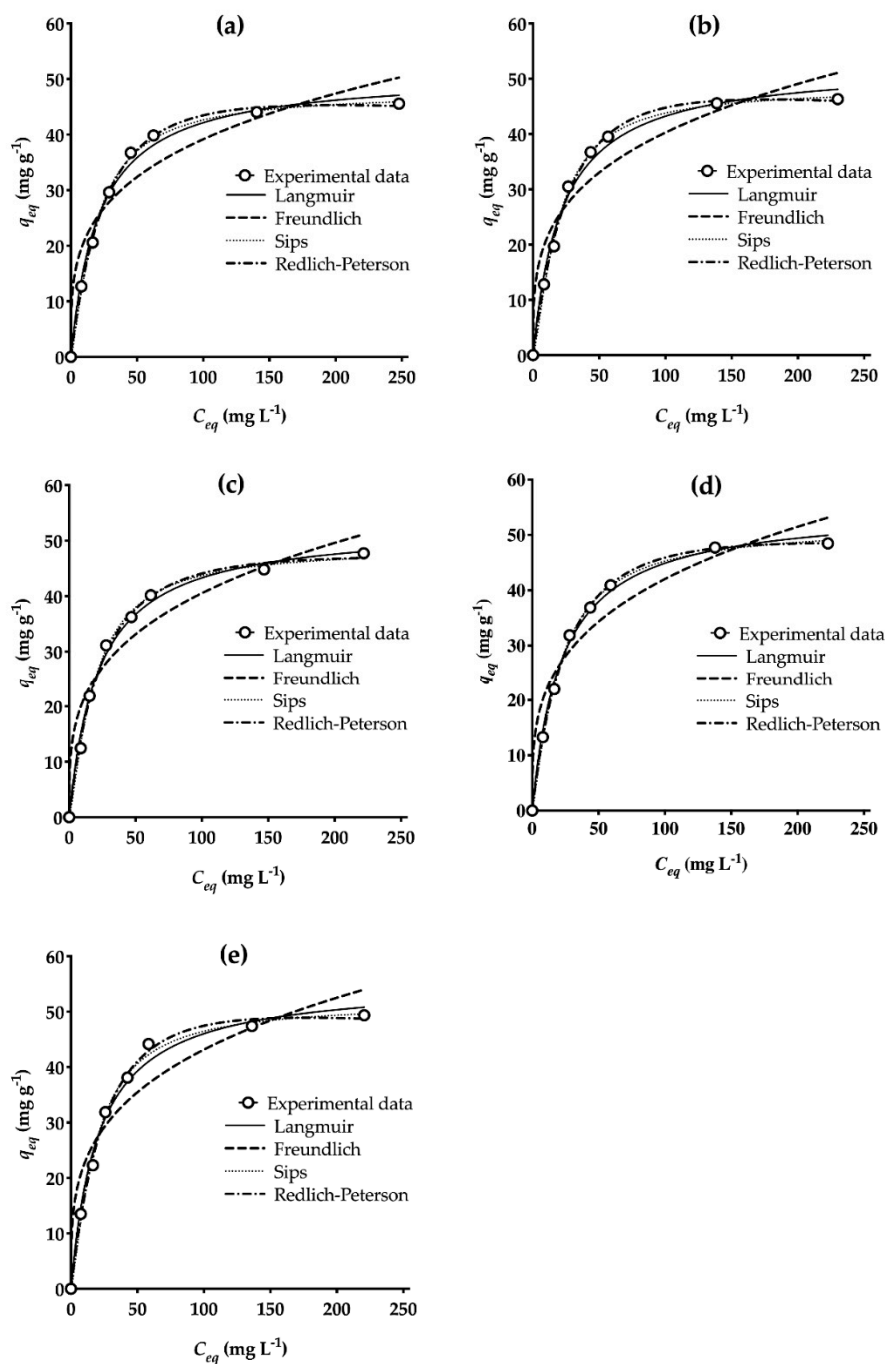 (a)
60
50
40
30
20
10
0
q_eq (mg g⁻¹)
Experimental data
Langmuir
Freundlich
Sips
Redlich-Peterson
0 50 100 150 200 250
C_eq (mg L⁻¹)
(b)
60
50
40
30
20
10
0
q_eq (mg g⁻¹)
Experimental data
Langmuir
Freundlich
Sips
Redlich-Peterson
0 50 100 150 200 250
C_eq (mg L⁻¹)
(c)
60
50
40
30
20
10
0
q_eq (mg g⁻¹)
Experimental data
Langmuir
Freundlich
Sips
Redlich-Peterson
0 50 100 150 200 250
C_eq (mg L⁻¹)
(d)
60
50
40
30
20
10
0
q_eq (mg g⁻¹)
Experimental data
Langmuir
Freundlich
Sips
Redlich-Peterson
0 50 100 150 200 250
C_eq (mg L⁻¹)
(e)
60
50
40
30
20
10
0
q_eq (mg g⁻¹)
Experimental data
Langmuir
Freundlich
Sips
Redlich-Peterson
0 50 100 150 200 250
C_eq (mg L⁻¹)